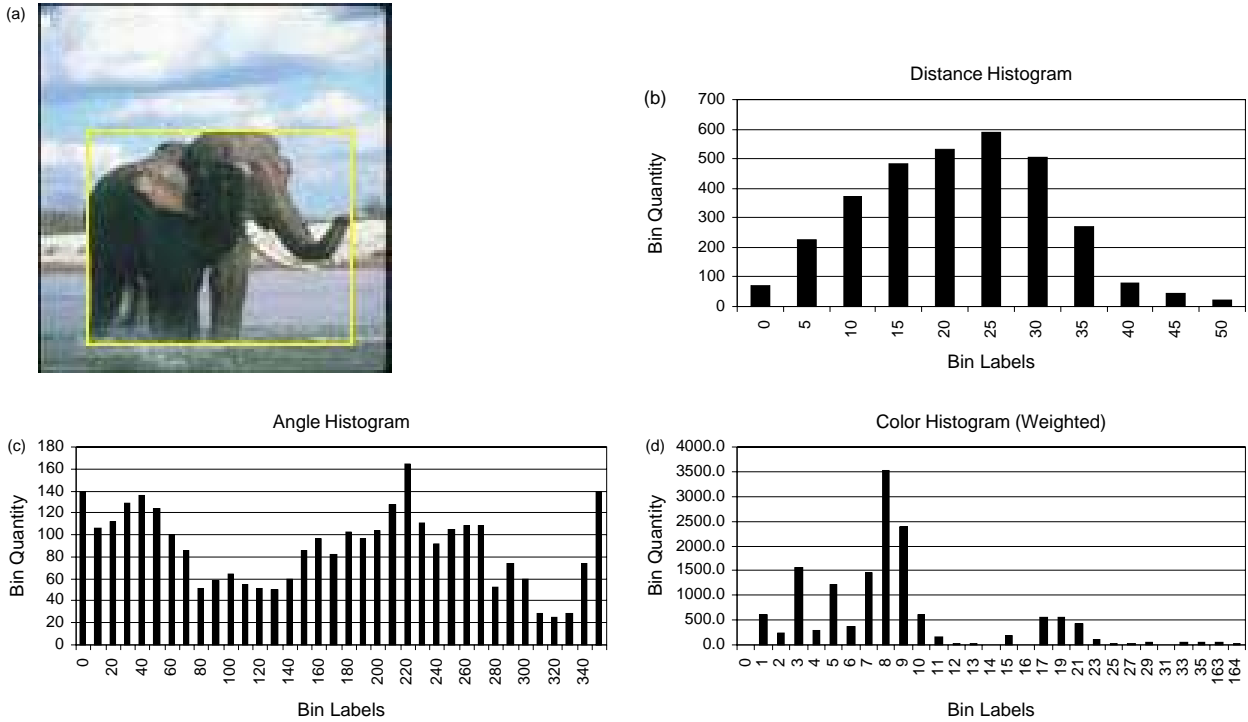 (a)
Distance Histogram
(b)
Bin Quantity
700
600
500
400
300
200
100
0
0 5 10 15 20 25 30 35 40 45 50
Bin Labels
Angle Histogram
(c)
Bin Quantity
180
160
140
120
100
80
60
40
20
0
0 20 40 60 80 100 120 140 160 180 200 220 240 260 280 300 320 340
Bin Labels
Color Histogram (Weighted)
(d)
Bin Quantity
4000.0
3500.0
3000.0
2500.0
2000.0
1500.0
1000.0
500.0
0.0
0 1 2 3 4 5 6 7 8 9 10 11 12 13 14 15 16 17 19 21 23 25 27 29 31 33 35 163 164
Bin Labels